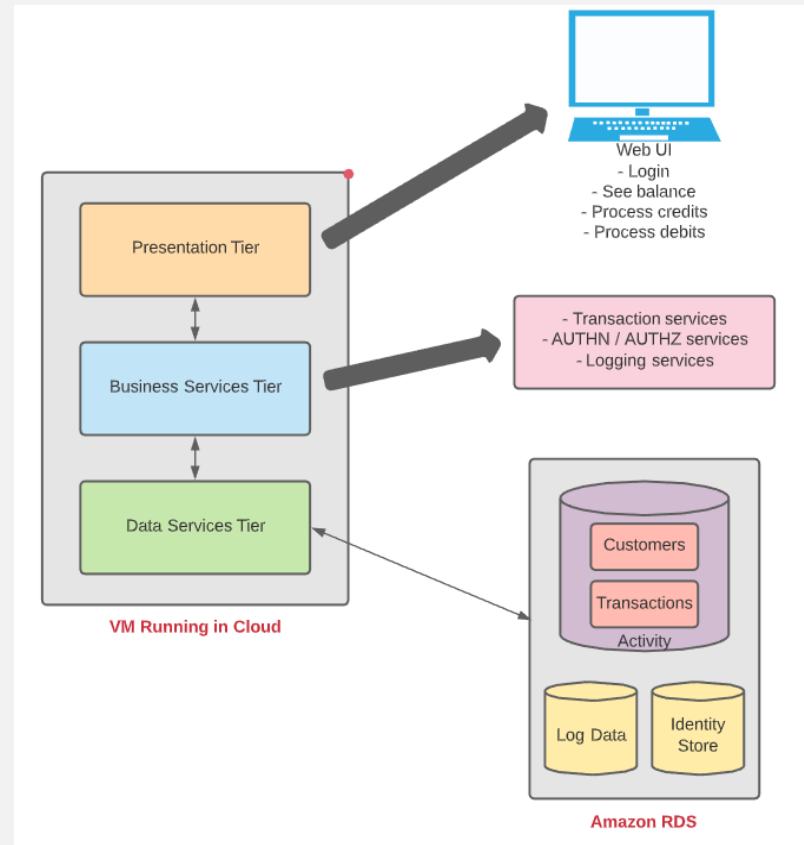 Web UI
- Login
- See balance
- Process credits
- Process debits
Presentation Tier
Business Services Tier
Data Services Tier
VM Running in Cloud
- Transaction services
- AUTHN / AUTHZ services
- Logging services
Customers
Transactions
Activity
Log Data
Identity
Store
Amazon RDS